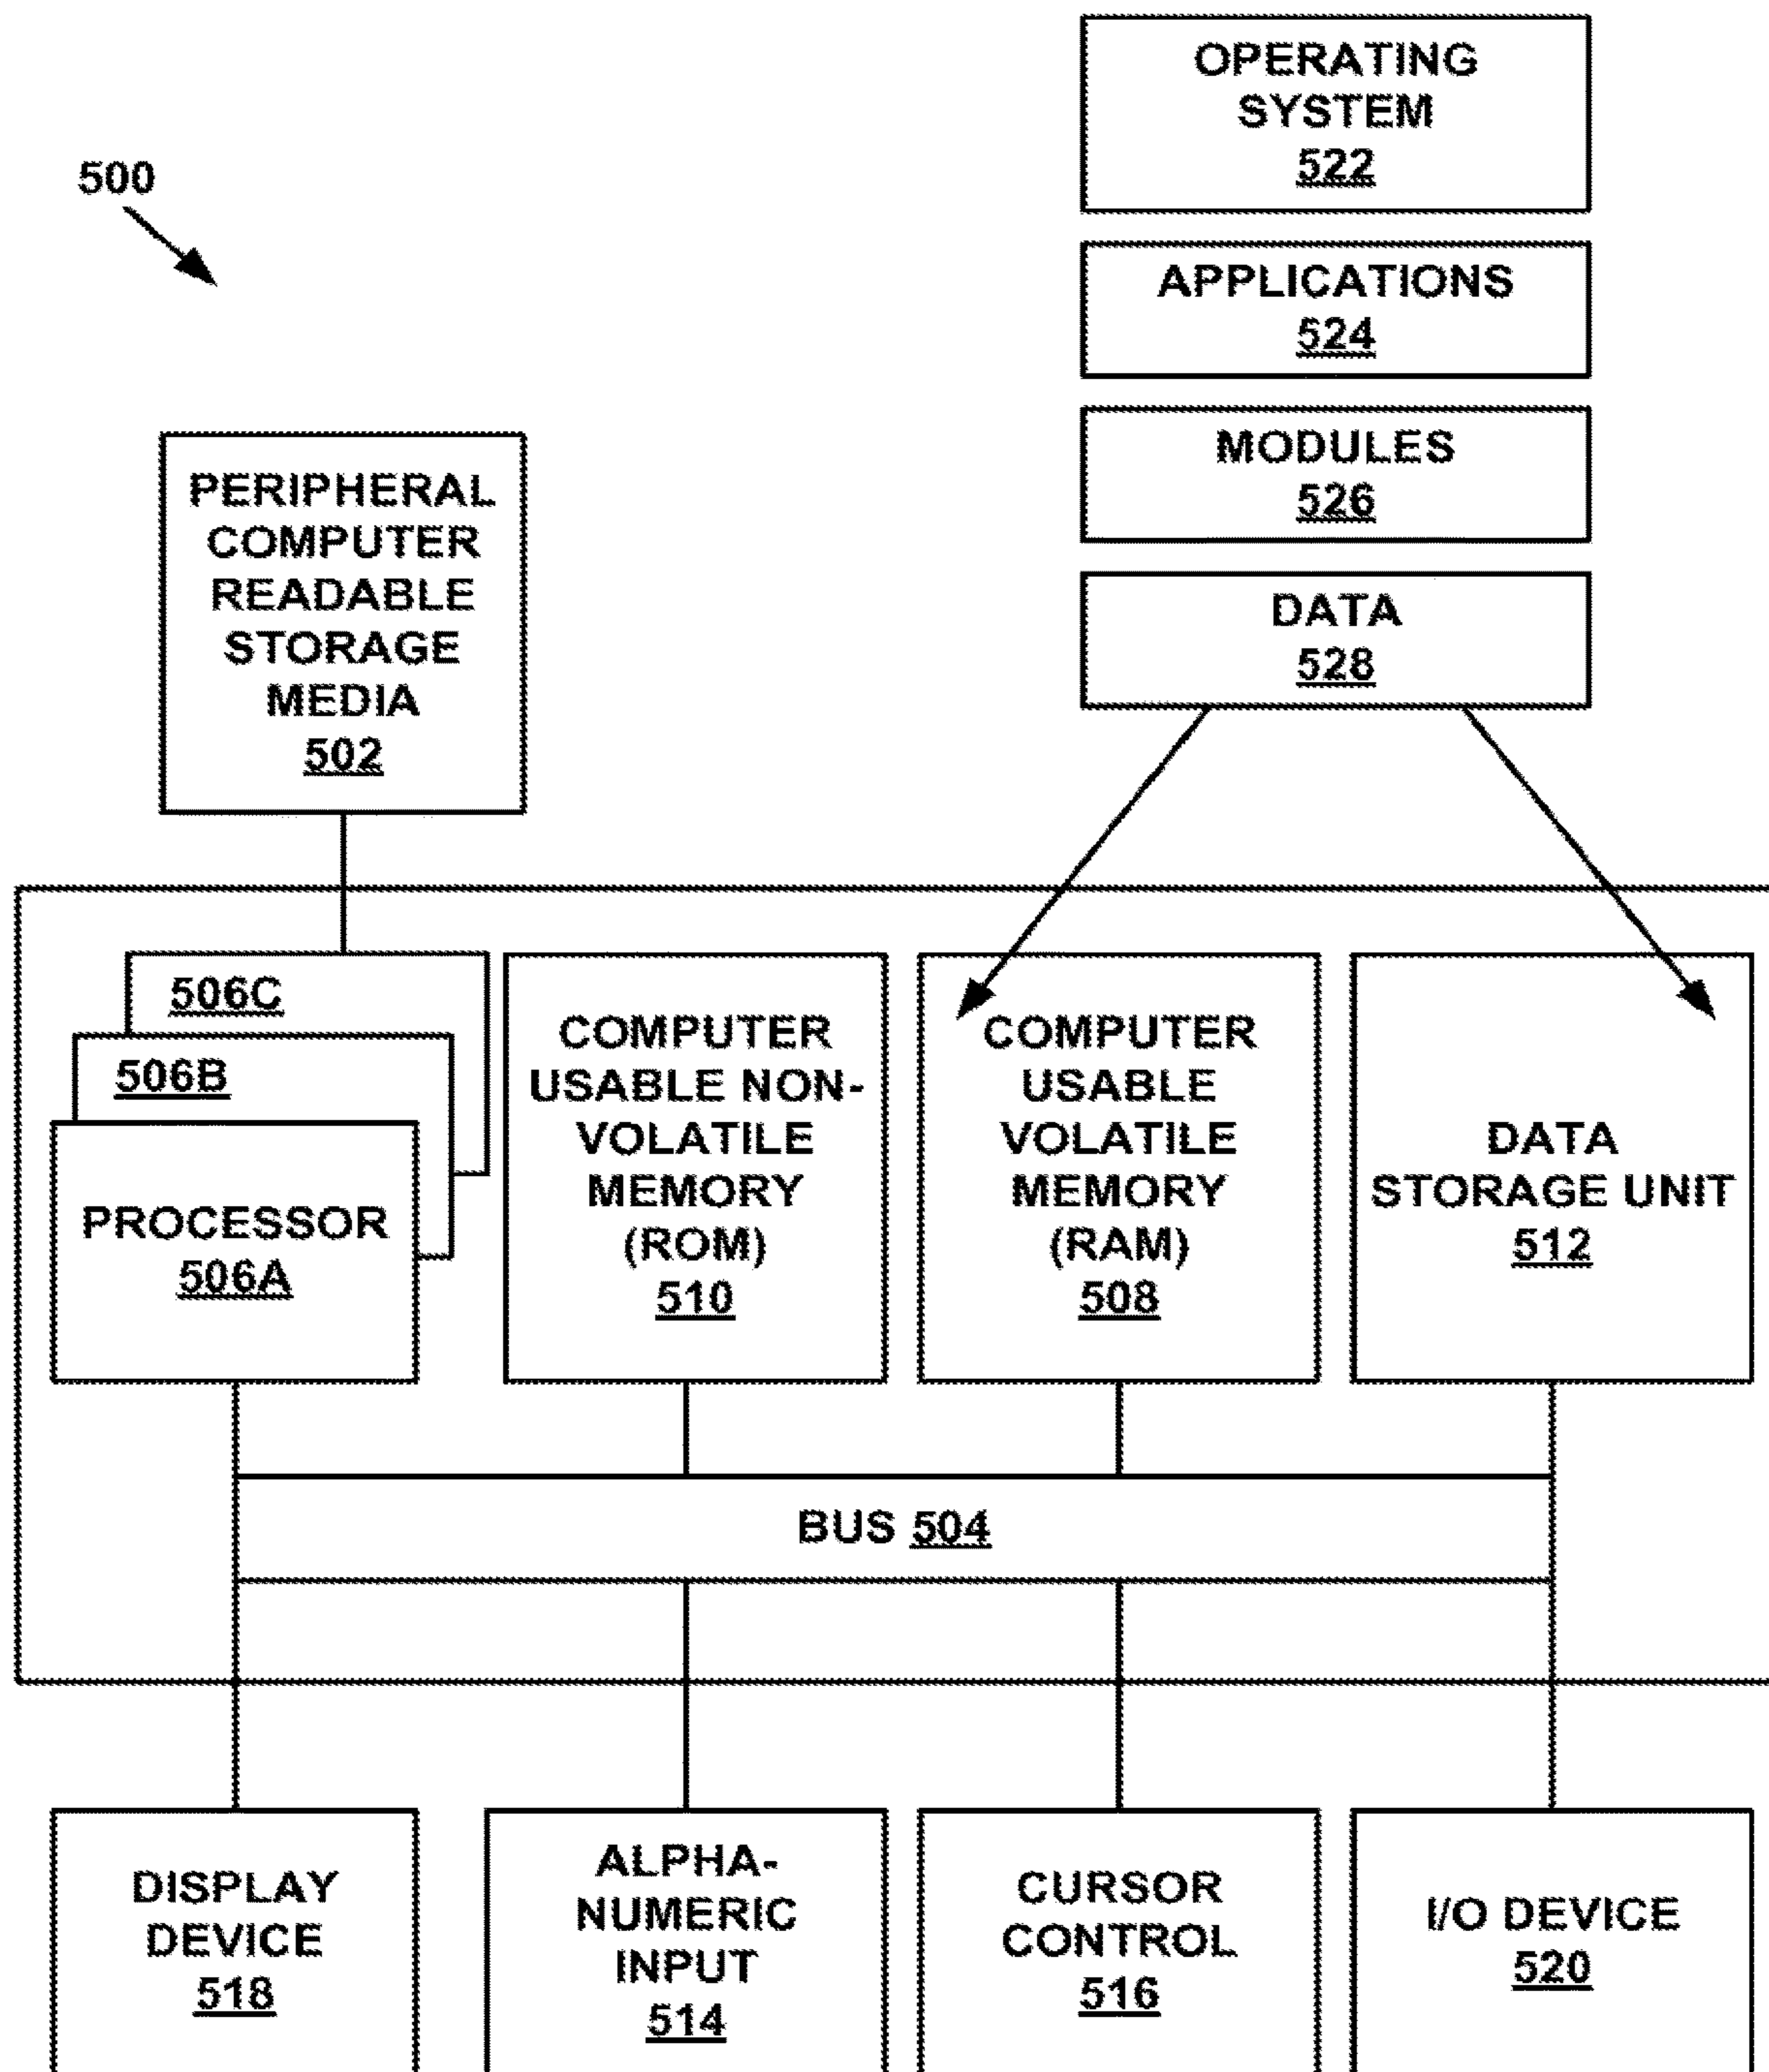 500
OPERATING
SYSTEM
522
APPLICATIONS
524
MODULES
526
DATA
528
PERIPHERAL
COMPUTER
READABLE
STORAGE
MEDIA
502
506C
506B
PROCESSOR
506A
COMPUTER
USABLE NON-
VOLATILE
MEMORY
(ROM)
510
COMPUTER
USABLE
VOLATILE
MEMORY
(RAM)
508
DATA
STORAGE UNIT
512
BUS 504
DISPLAY
DEVICE
518
ALPHA-
NUMERIC
INPUT
514
CURSOR
CONTROL
516
I/O DEVICE
520